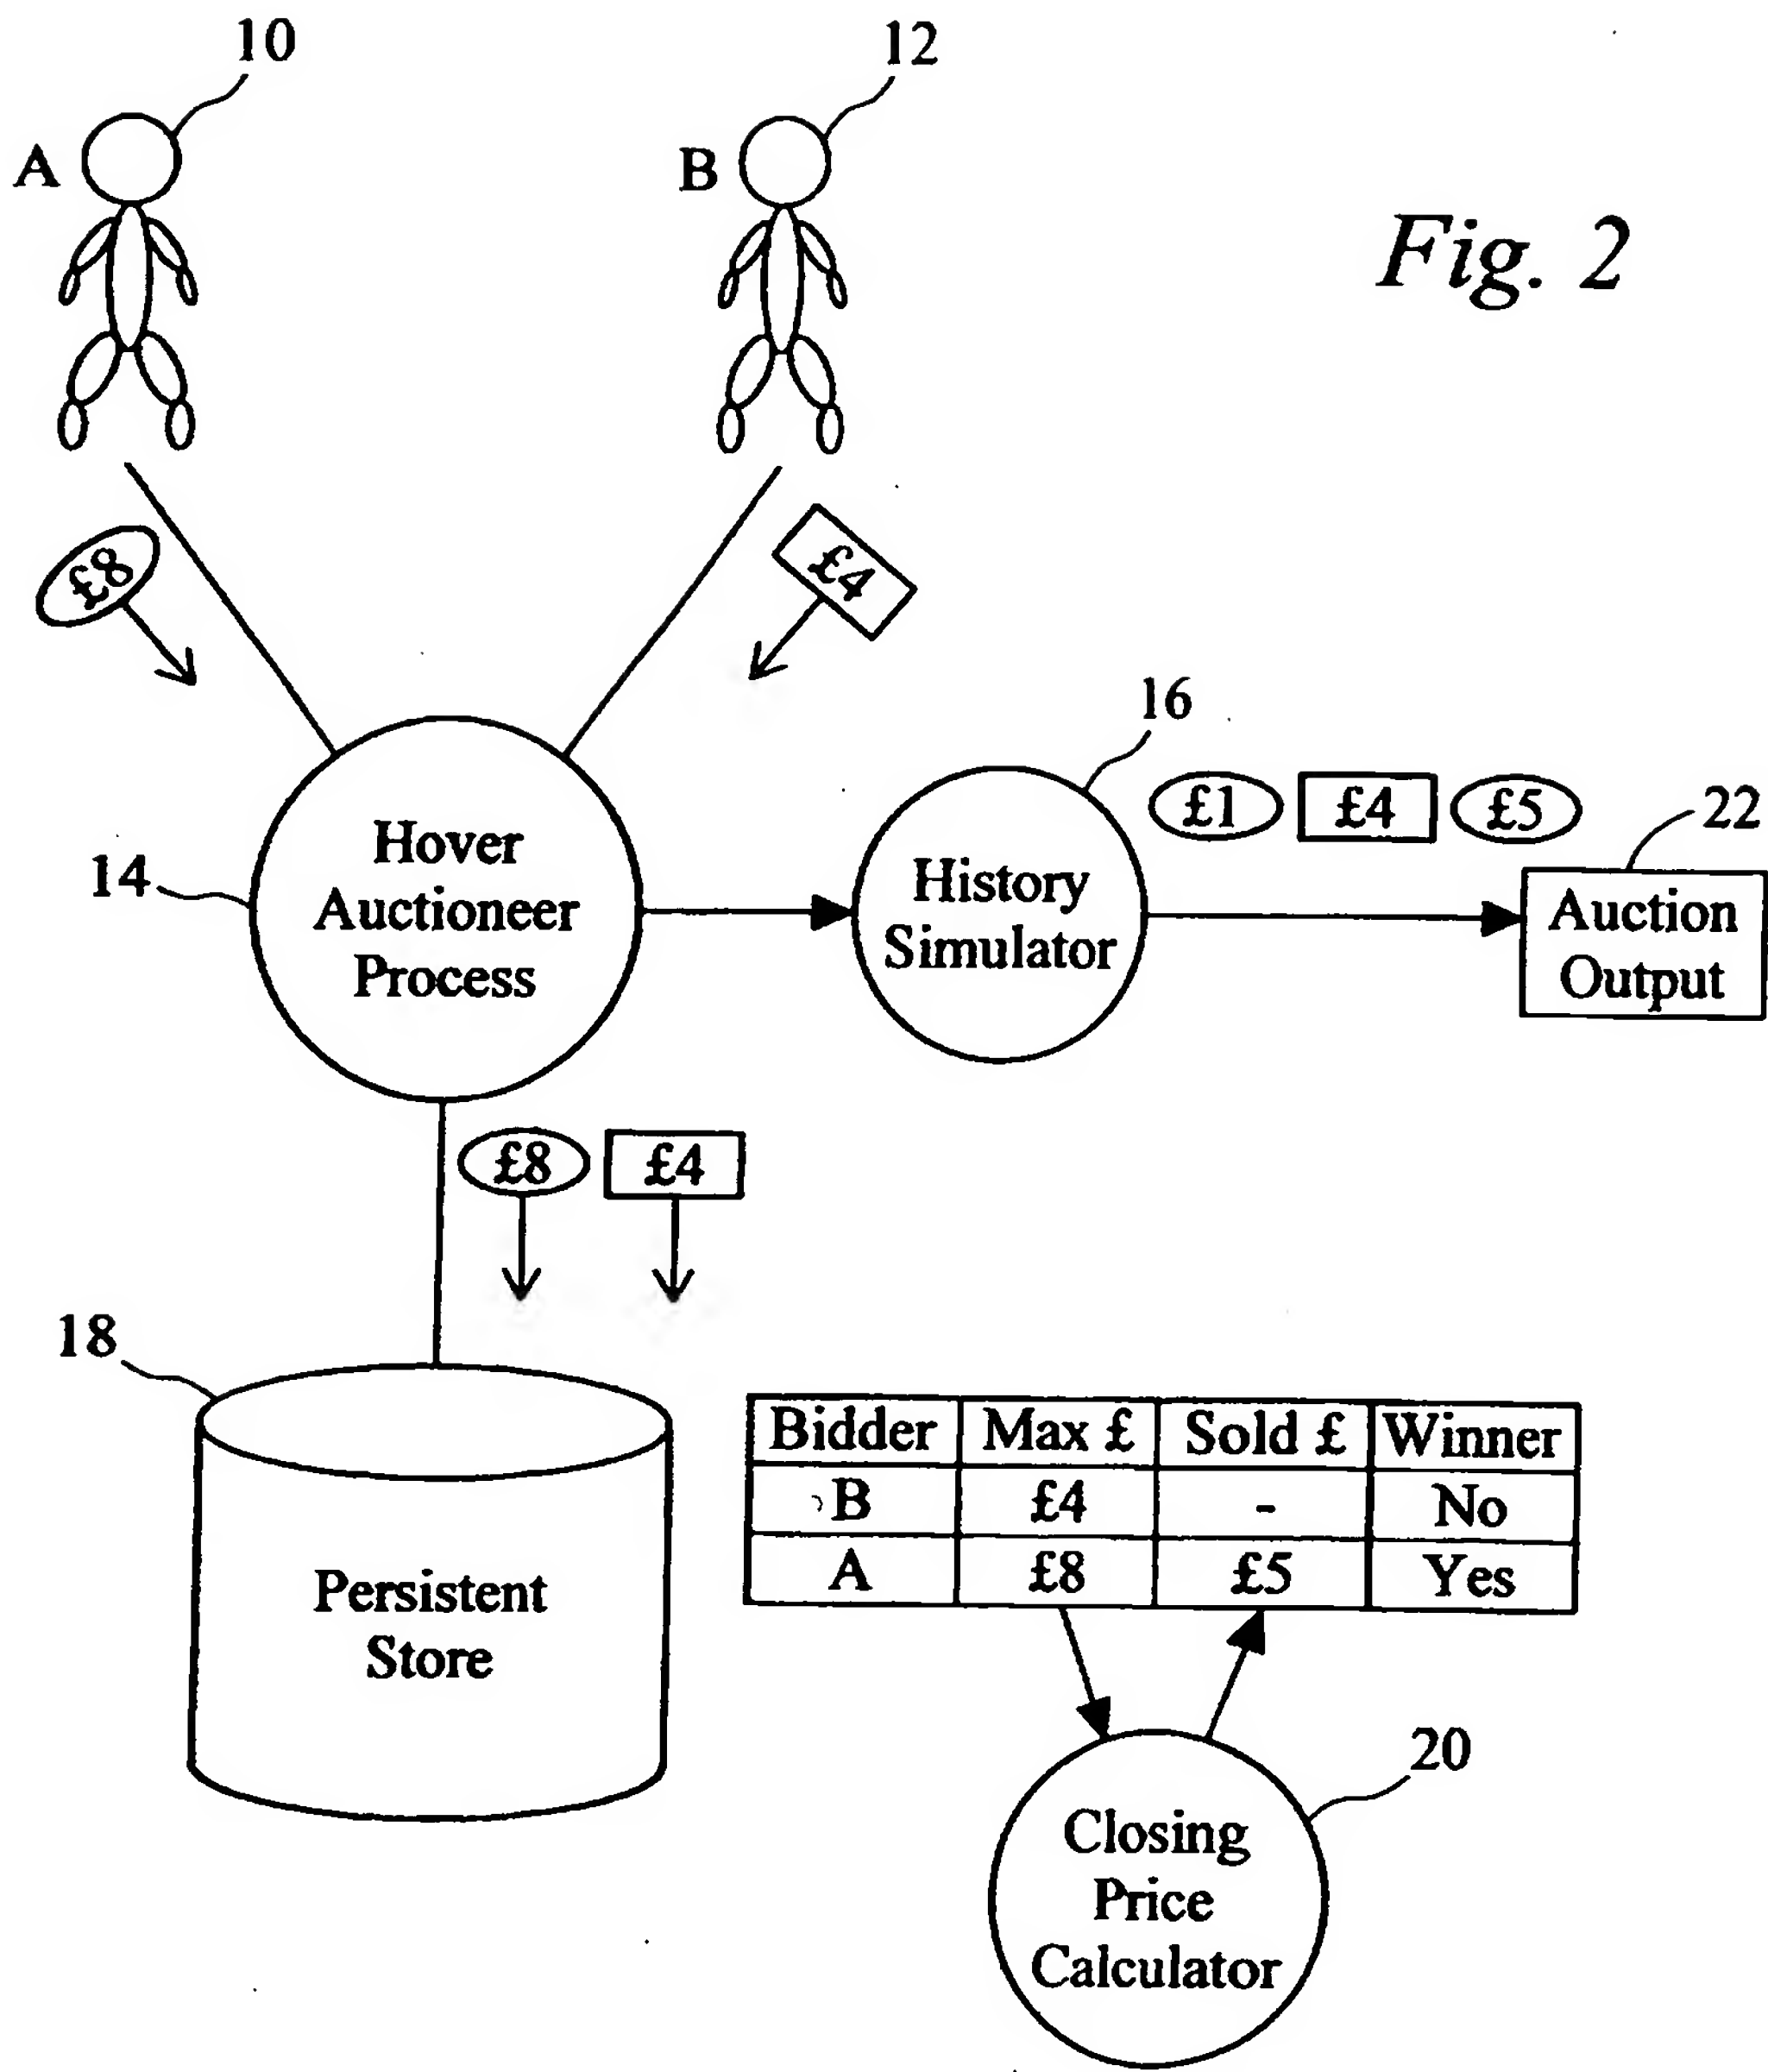 10
12
A
B
Fig. 2
£8
£4
16
£1 £4 £5
22
14
Hover
Auctioneer
Process
History
Simulator
Auction
Output
£8 £4
18
Bidder Max £ Sold £ Winner
B £4 - No
A £8 £5 Yes
Persistent
Store
20
Closing
Price
Calculator